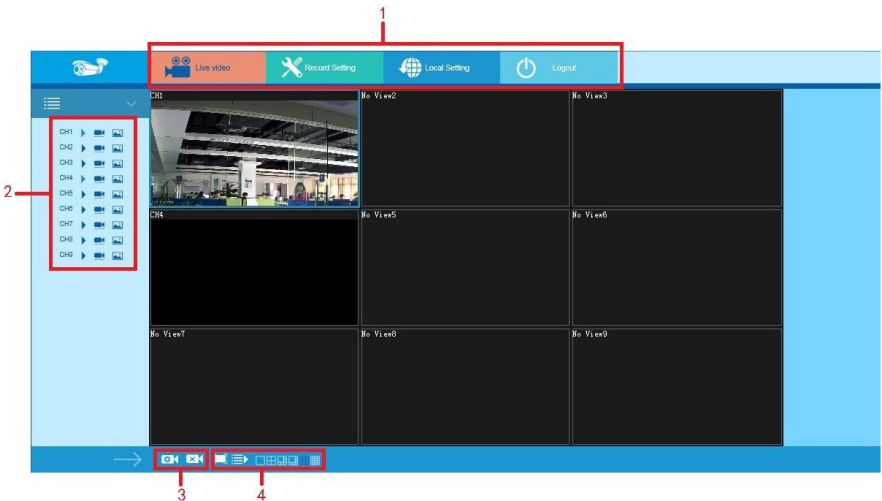 1
Live video Record Setting Local Setting Logout
CH1 No View2 No View3
CH1
CH2
CH3
CH4
2
CH5
CH6
CH7
CH8
CH9
CH4 No View5 No View6
No View7 No View8 No View9
3 4